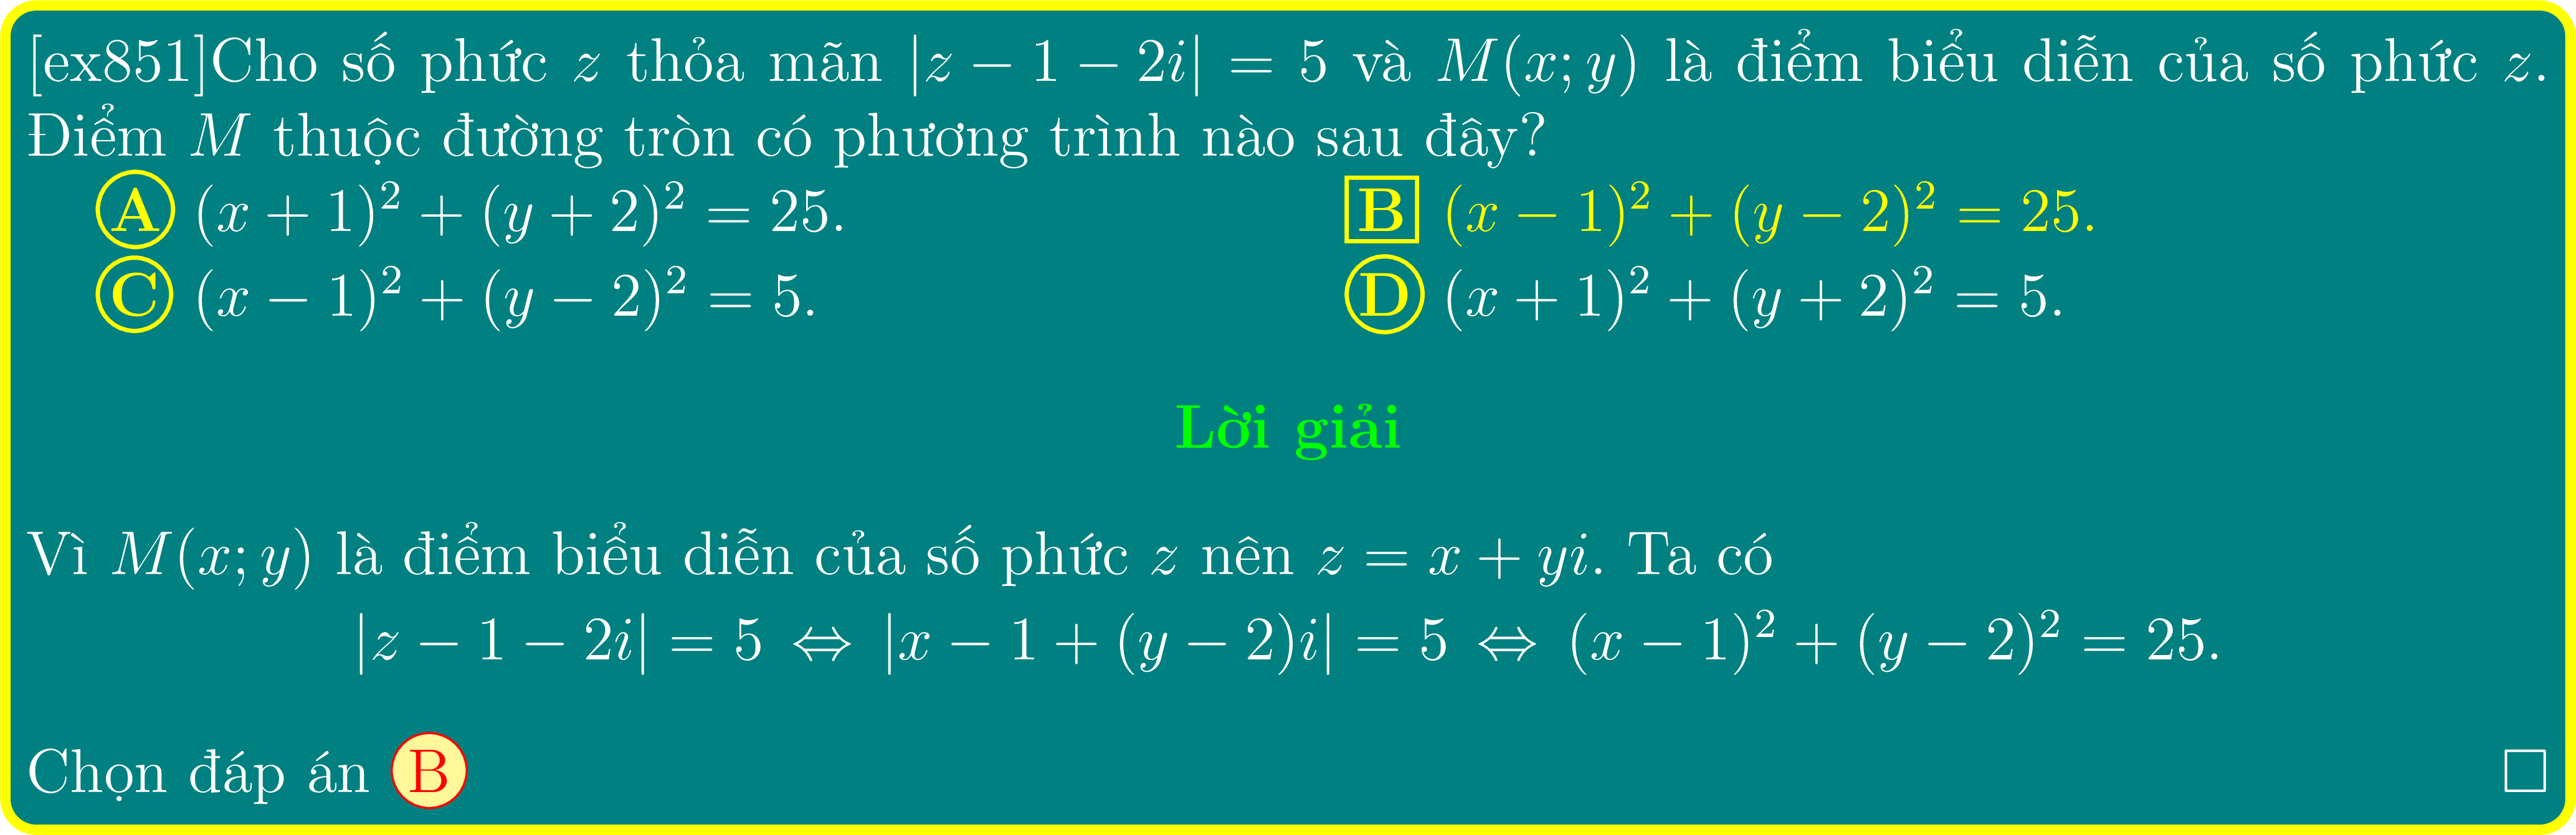 [ex851]Cho số phức z thỏa mãn |z − 1 − 2i| = 5 và M(x; y) là điểm biểu diễn của số phức z.
Điểm M thuộc đường tròn có phương trình nào sau đây?
A (x + 1)² + (y + 2)² = 25. B (x − 1)² + (y − 2)² = 25.
C (x − 1)² + (y − 2)² = 5. D (x + 1)² + (y + 2)² = 5.
Lời giải
Vì M(x; y) là điểm biểu diễn của số phức z nên z = x + yi. Ta có
|z − 1 − 2i| = 5 ⇔ |x − 1 + (y − 2)i| = 5 ⇔ (x − 1)² + (y − 2)² = 25.
Chọn đáp án B □